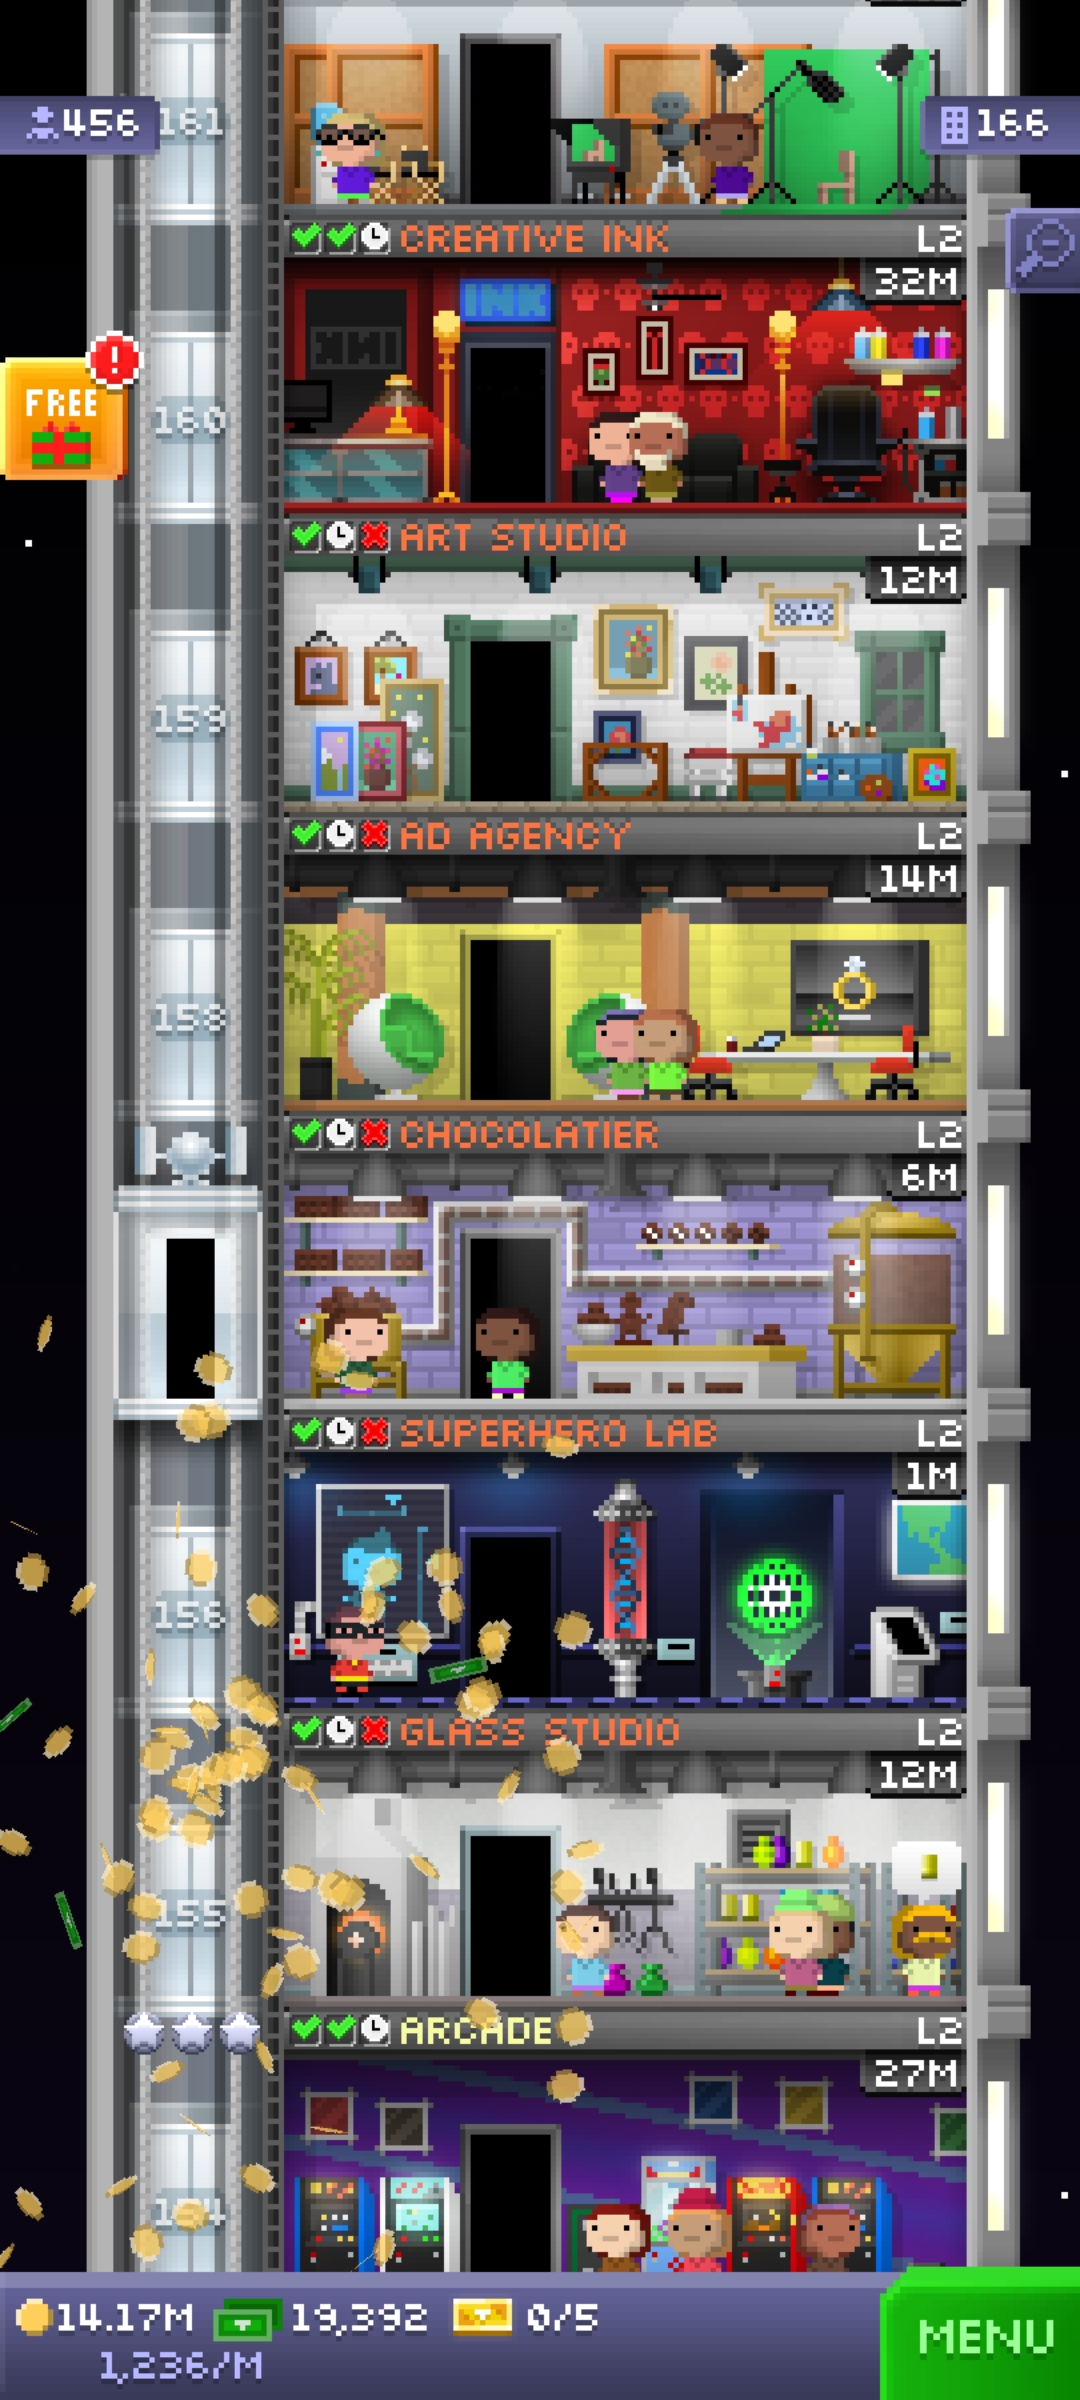 456
161
166
CREATIVE INK L2
32M
INK
FREE
!
160
ART STUDIO L2
12M
159
AD AGENCY L2
14M
158
CHOCOLATIER L2
6M
SUPERHERO LAB L2
1M
156
GLASS STUDIO L2
12M
155
ARCADE L2
27M
14.17M 19,392 0/5
1,236/M
MENU